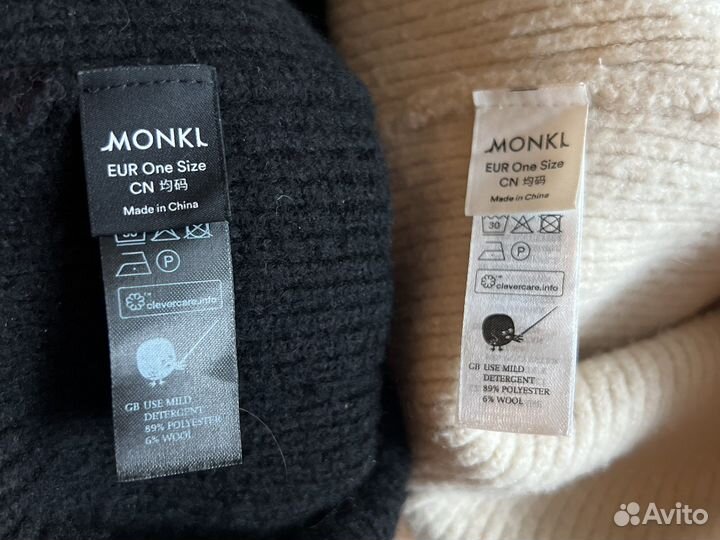 MONKI
EUR One Size
CN 均码
Made in China
30
P
clevercare.info
GB USE MILD
DETERGENT
89% POLYESTER
6% WOOL
MONKI
EUR One Size
CN 均码
Made in China
30
P
clevercare.info
GB USE MILD
DETERGENT
89% POLYESTER
6% WOOL
Avito